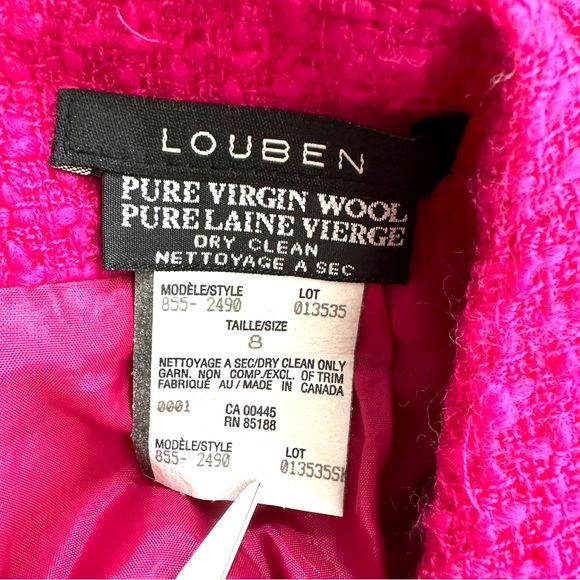 LOUBEN
PURE VIRGIN WOOL
PURE LAINE VIERGE
DRY CLEAN
NETTOYAGE A SEC
MODÈLE/STYLE LOT
855-2490 013535
TAILLE/SIZE
8
NETTOYAGE A SEC/DRY CLEAN ONLY
GARN. NON COMP./EXCL. OF TRIM
FABRIQUÉ AU / MADE IN CANADA
0001 CA 00445
RN 85188
MODÈLE/STYLE LOT
855-2490 013535SK